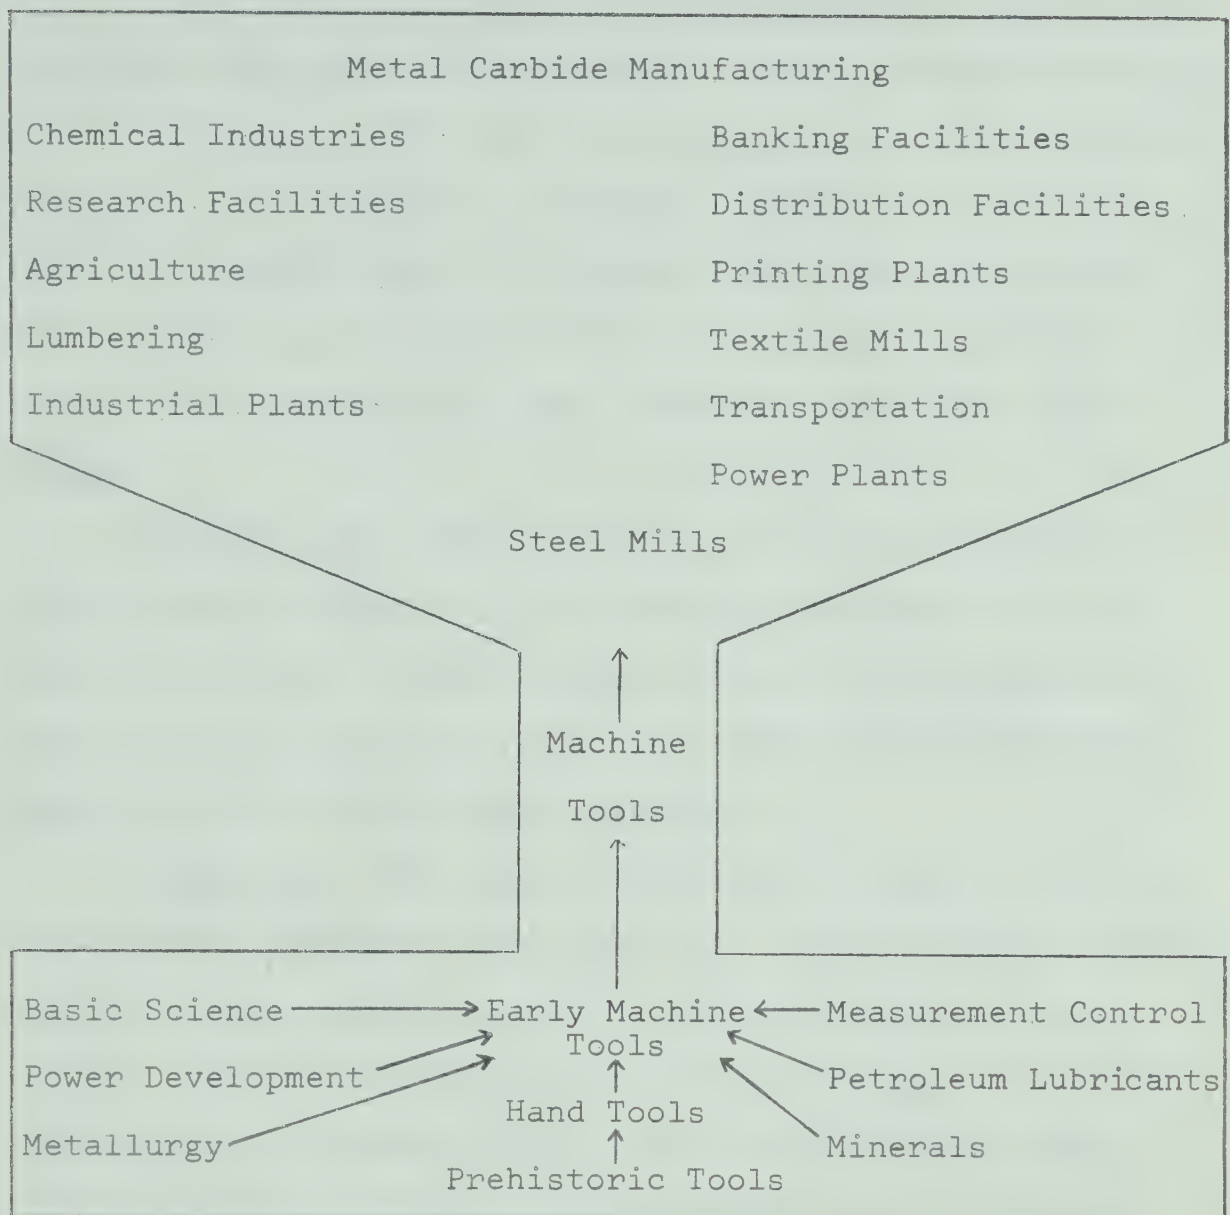 Metal Carbide Manufacturing
Chemical Industries
Banking Facilities
Research Facilities
Distribution Facilities
Agriculture
Printing Plants
Lumbering
Textile Mills
Industrial Plants
Transportation
Power Plants
Steel Mills
Machine
Tools
Basic Science
Early Machine
Tools
Measurement Control
Power Development
Petroleum Lubricants
Hand Tools
Metallurgy
Minerals
Prehistoric Tools